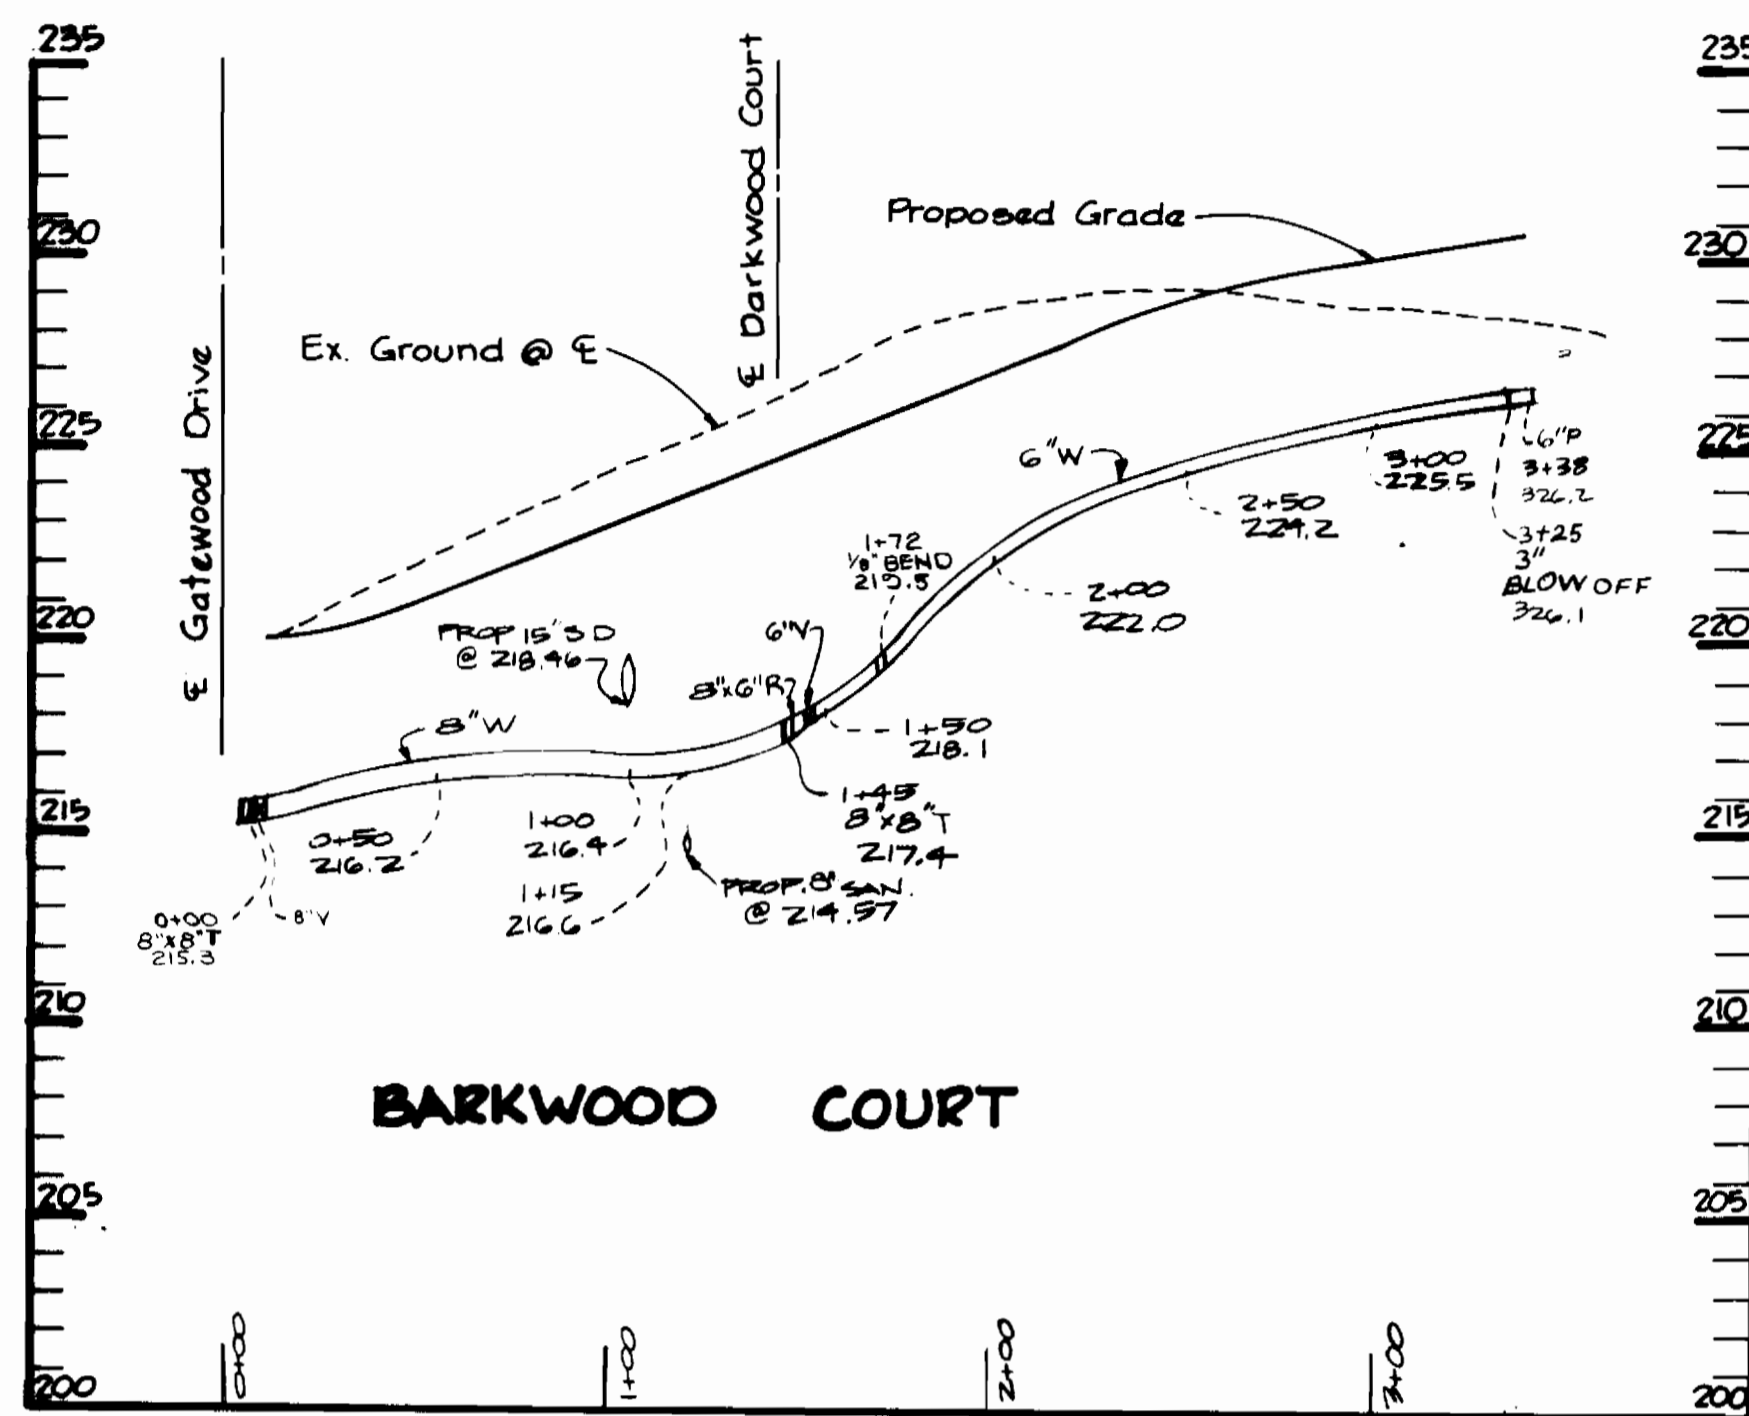 235
235
230
230
225
225
220
220
215
215
210
210
205
205
200
200
℄ Gatewood Drive
℄ Darkwood Court
Proposed Grade
Ex. Ground @ ℄
6"W
8"W
PROP 15" SD
@ 218.46
8"x6"R
6"V
1+72
1/8" BEND
219.5
6"P
3+38
326.2
3+00
225.5
2+50
224.2
3+25
3"
BLOW OFF
326.1
2+00
222.0
1+50
218.1
1+45
8"x8"T
217.4
0+50
216.2
1+00
216.4
1+15
216.6
PROP. 8" SAN.
@ 214.57
0+00
8"x8"T
215.3
8"V
BARKWOOD COURT
0+00
1+00
2+00
3+00